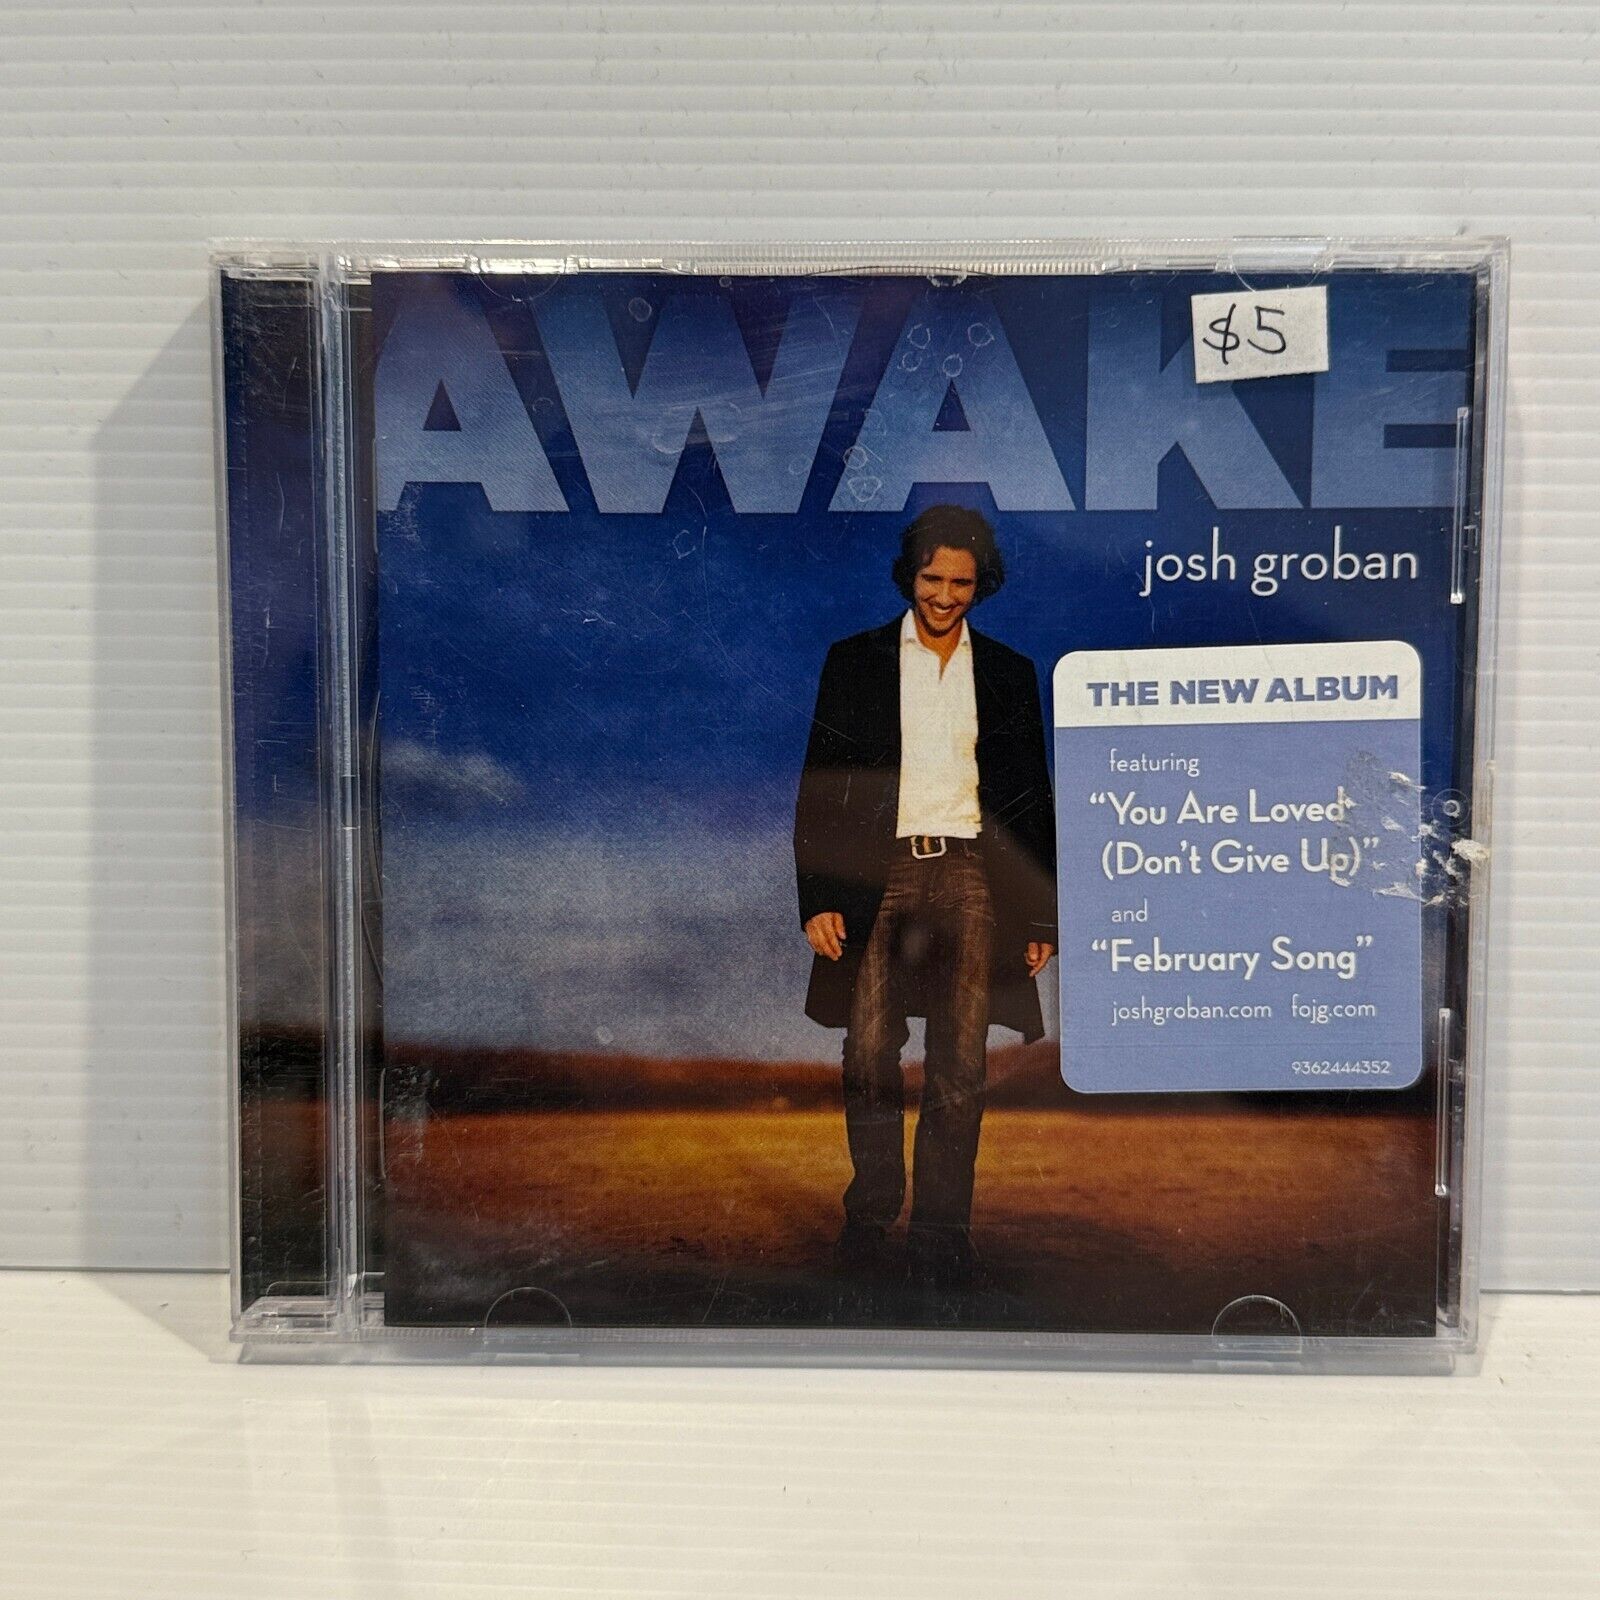 AWAKE
$5
josh groban
THE NEW ALBUM
featuring
“You Are Loved
(Don't Give Up)”
and
“February Song”
joshgroban.com fojg.com
9362444352